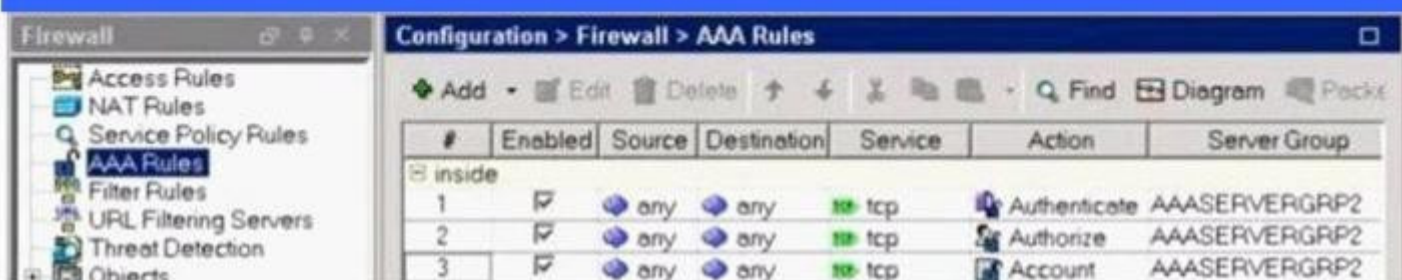 Firewall
Access Rules
NAT Rules
Service Policy Rules
AAA Rules
Filter Rules
URL Filtering Servers
Threat Detection
Objects
Configuration > Firewall > AAA Rules
Add Edit Delete Find Diagram
# Enabled Source Destination Service Action Server Group
inside
1 any any tcp Authenticate AAASERVERGRP2
2 any any tcp Authorize AAASERVERGRP2
3 any any tcp Account AAASERVERGRP2